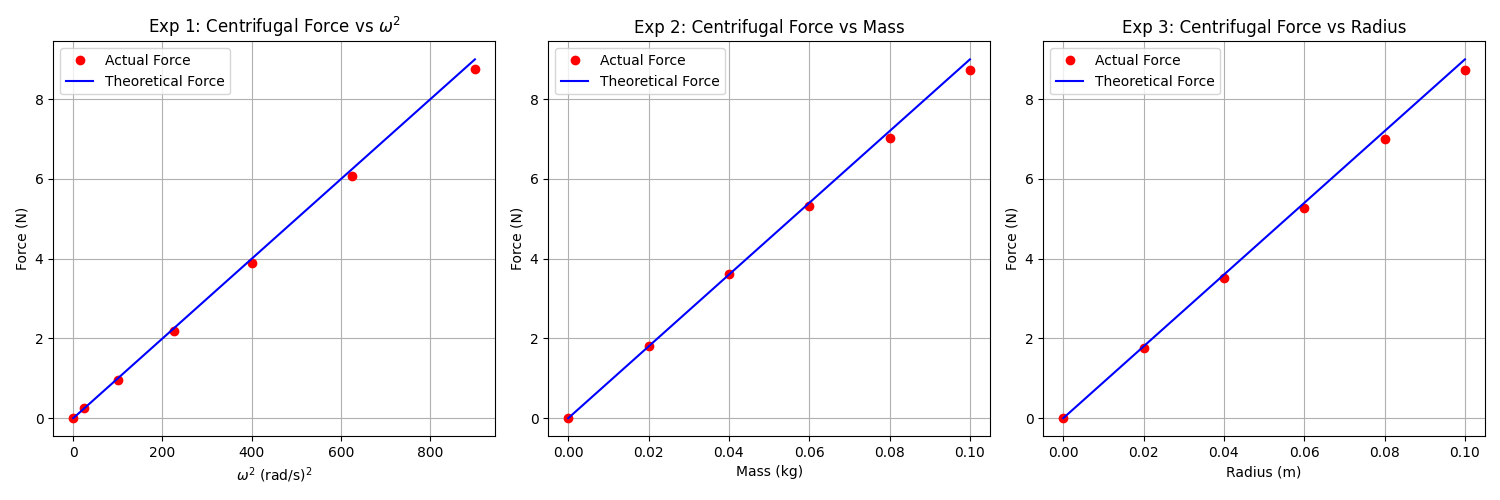 Exp 1: Centrifugal Force vs ω²
Actual Force
Theoretical Force
Force (N)
8
6
4
2
0
0 200 400 600 800
ω² (rad/s)²
Exp 2: Centrifugal Force vs Mass
Actual Force
Theoretical Force
Force (N)
8
6
4
2
0
0.00 0.02 0.04 0.06 0.08 0.10
Mass (kg)
Exp 3: Centrifugal Force vs Radius
Actual Force
Theoretical Force
Force (N)
8
6
4
2
0
0.00 0.02 0.04 0.06 0.08 0.10
Radius (m)